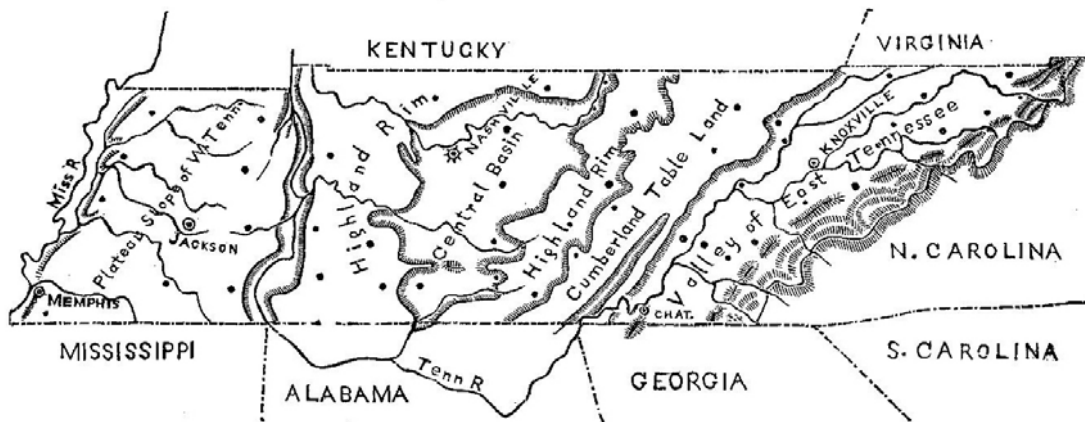 KENTUCKY
VIRGINIA
Miss R
Plateau Slope of W. Tenn
JACKSON
MEMPHIS
Highland Rim
NASHVILLE
Central Basin
Highland Rim
Cumberland Table Land
KNOXVILLE
Valley of East Tennessee
CHAT.
N. CAROLINA
S. CAROLINA
MISSISSIPPI
ALABAMA
Tenn R
GEORGIA